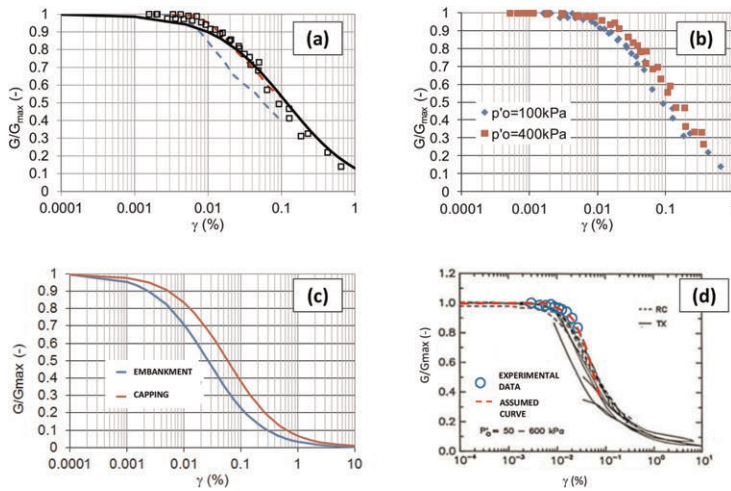 (a)
G/Gmax (-)
1
0.9
0.8
0.7
0.6
0.5
0.4
0.3
0.2
0.1
0
0.0001 0.001 0.01 0.1 1
γ (%)
(b)
G/Gmax (-)
1
0.9
0.8
0.7
0.6
0.5
0.4
0.3
0.2
0.1
0
p'o=100kPa
p'o=400kPa
0.0001 0.001 0.01 0.1 1
γ (%)
(c)
G/Gmax (-)
1
0.9
0.8
0.7
0.6
0.5
0.4
0.3
0.2
0.1
0
EMBANKMENT
CAPPING
0.0001 0.001 0.01 0.1 1 10
γ (%)
(d)
G/Gmax (-)
1.2
1.0
0.8
0.6
0.4
0.2
0.0
RC
TX
EXPERIMENTAL
DATA
ASSUMED
CURVE
P'o = 50 – 600 kPa
10⁻⁴ 10⁻³ 10⁻² 10⁻¹ 10⁰ 10¹
γ (%)